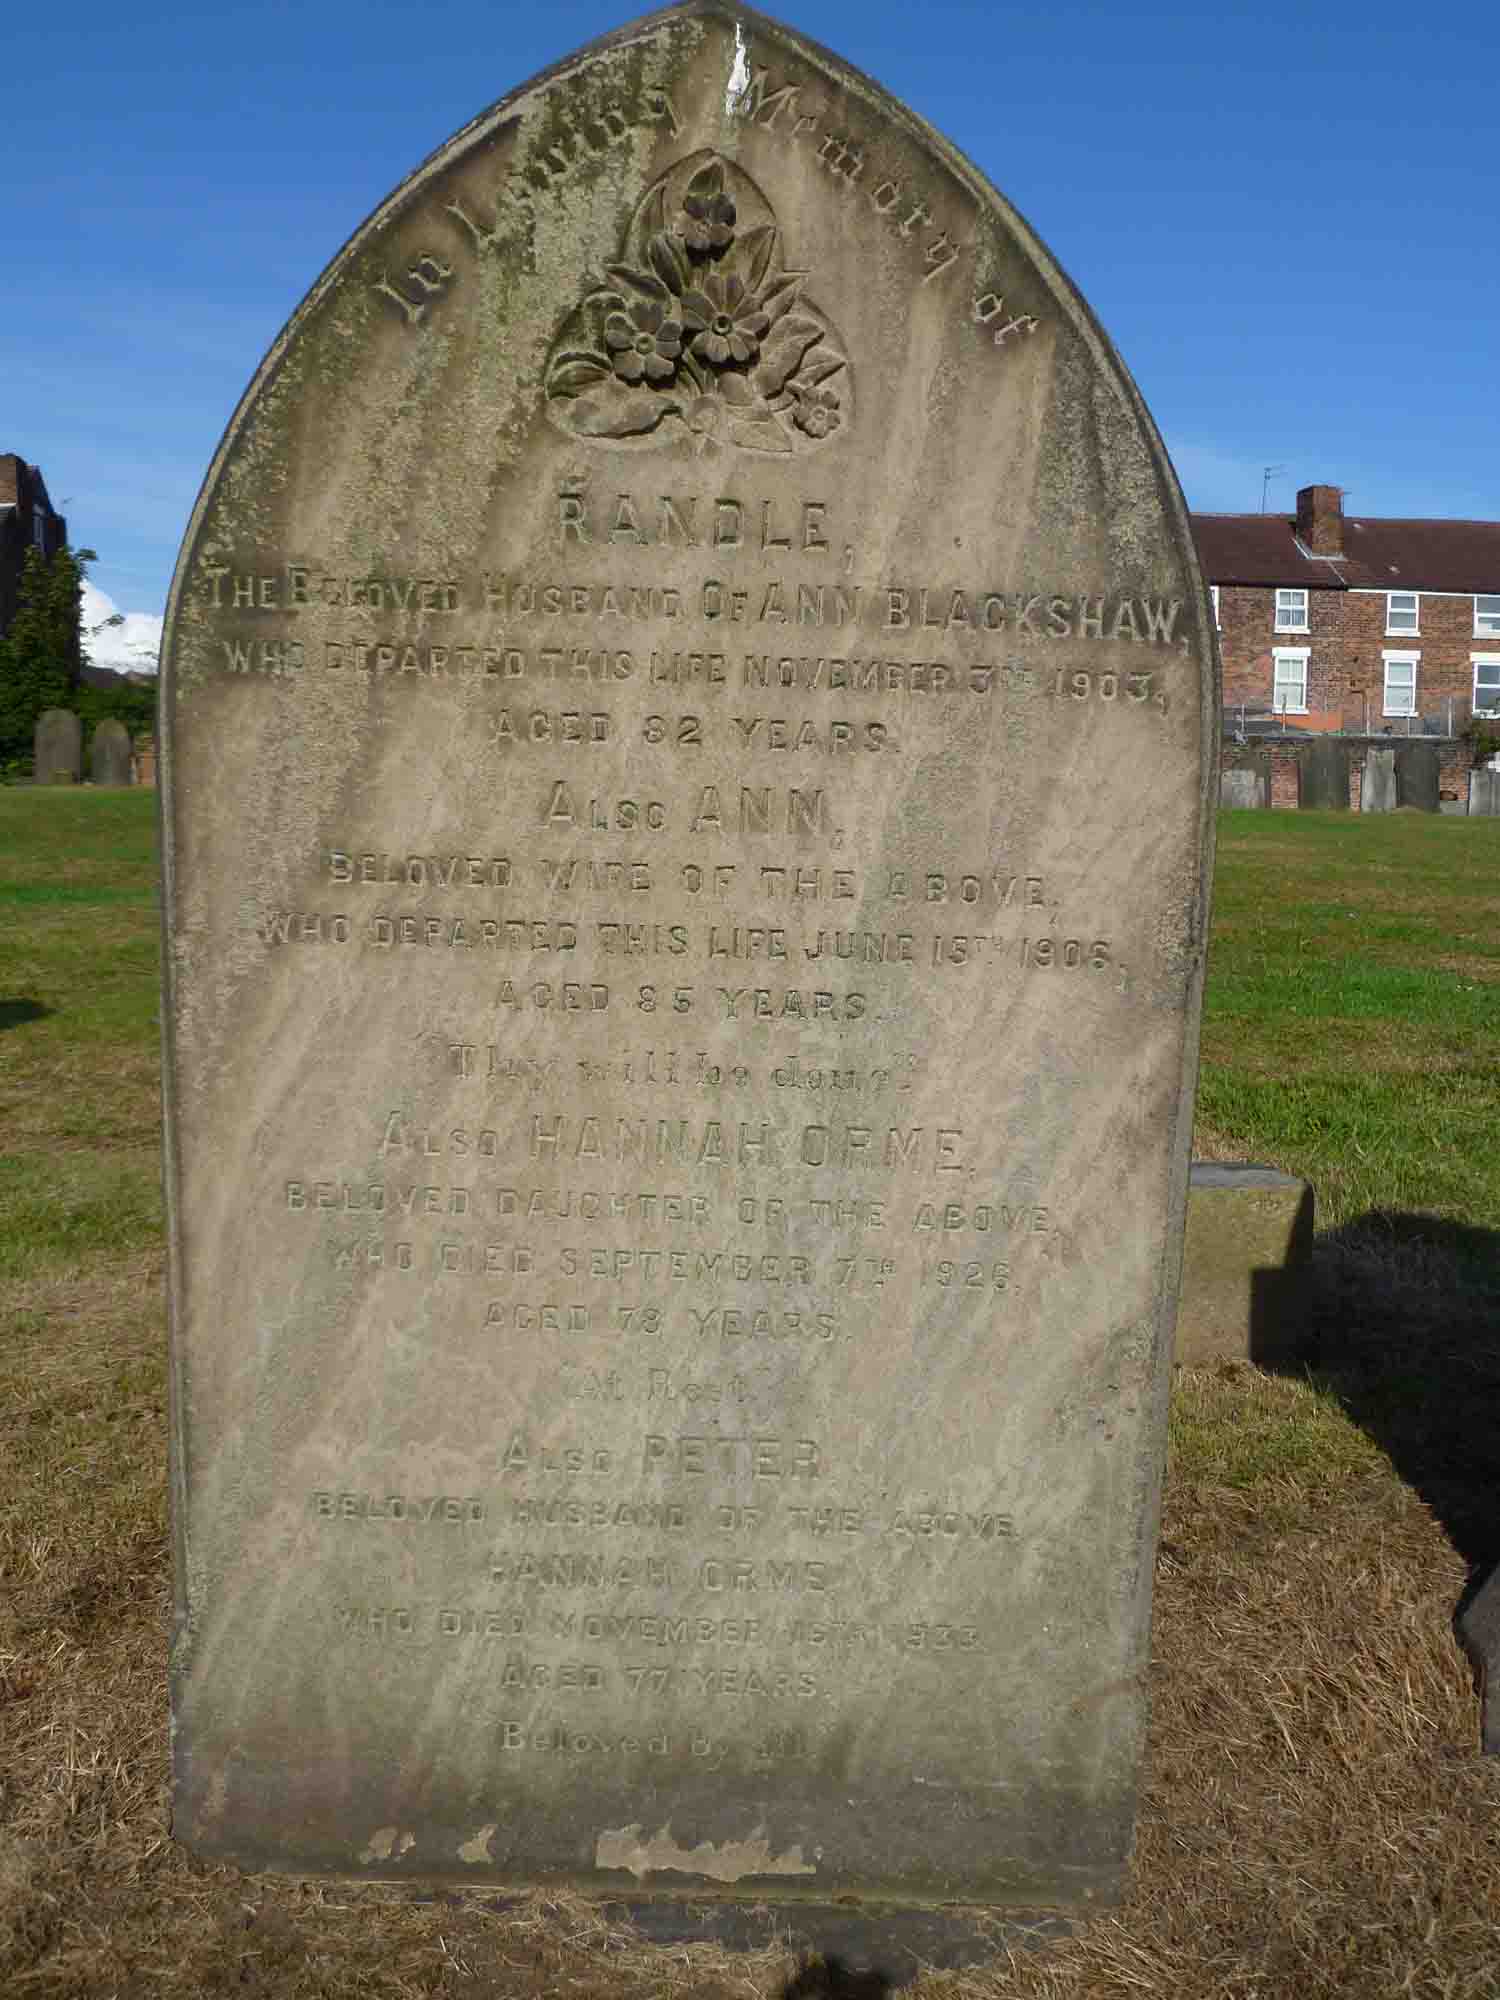 In Loving Memory of
RANDLE,
THE BELOVED HUSBAND OF ANN BLACKSHAW,
WHO DEPARTED THIS LIFE NOVEMBER 3RD 1903,
AGED 82 YEARS.
ALSO ANN,
BELOVED WIFE OF THE ABOVE,
WHO DEPARTED THIS LIFE JUNE 15TH 1906,
AGED 85 YEARS.
"Thy will be done."
ALSO HANNAH ORME,
BELOVED DAUGHTER OF THE ABOVE,
WHO DIED SEPTEMBER 7TH 1926,
AGED 78 YEARS.
"At Rest."
ALSO PETER
BELOVED HUSBAND OF THE ABOVE
HANNAH ORME
WHO DIED NOVEMBER 1933
AGED 77 YEARS.
"Beloved by all"